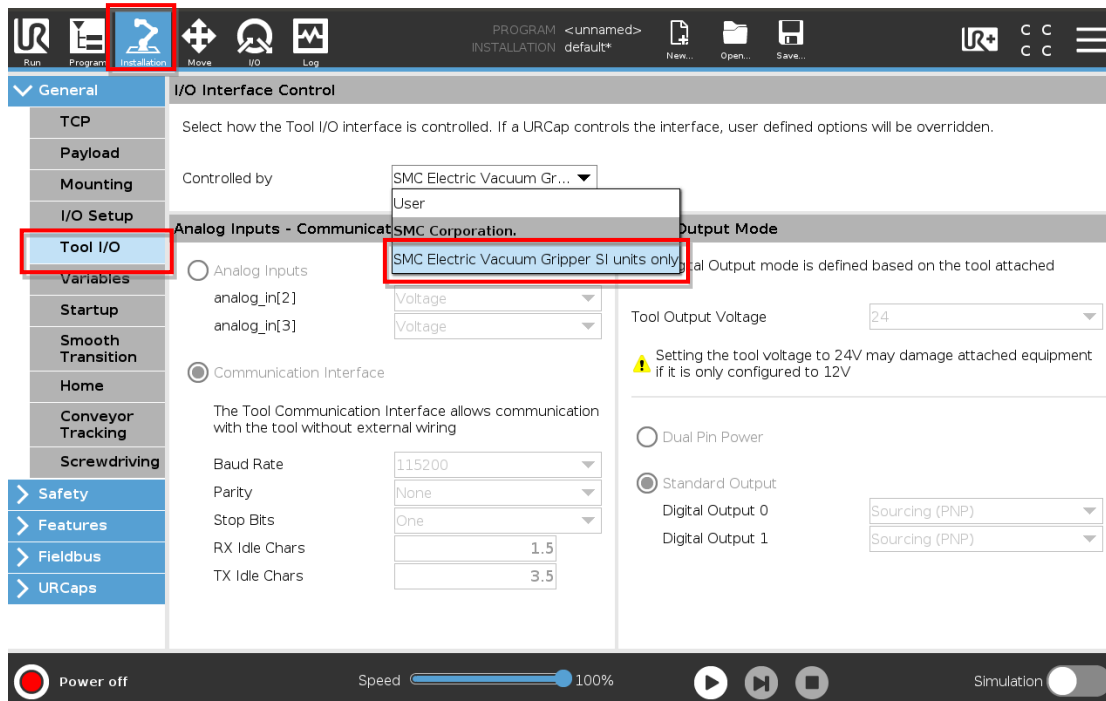 PROGRAM <unnamed>
INSTALLATION default*
UR
Run
Program
Installation
Move
I/O
Log
New...
Open...
Save...
UR+
C C
C C
General
TCP
Payload
Mounting
I/O Setup
Tool I/O
Variables
Startup
Smooth
Transition
Home
Conveyor
Tracking
Screwdriving
Safety
Features
Fieldbus
URCaps
I/O Interface Control
Select how the Tool I/O interface is controlled. If a URCap controls the interface, user defined options will be overridden.
Controlled by
SMC Electric Vacuum Gr...
User
SMC Corporation.
SMC Electric Vacuum Gripper SI units only
Analog Inputs - Communicat
Analog Inputs
analog_in[2]
Voltage
analog_in[3]
Voltage
Communication Interface
The Tool Communication Interface allows communication
with the tool without external wiring
Baud Rate
115200
Parity
None
Stop Bits
One
RX Idle Chars
1.5
TX Idle Chars
3.5
Output Mode
gital Output mode is defined based on the tool attached
Tool Output Voltage
24
Setting the tool voltage to 24V may damage attached equipment
if it is only configured to 12V
Dual Pin Power
Standard Output
Digital Output 0
Sourcing (PNP)
Digital Output 1
Sourcing (PNP)
Power off
Speed
100%
Simulation